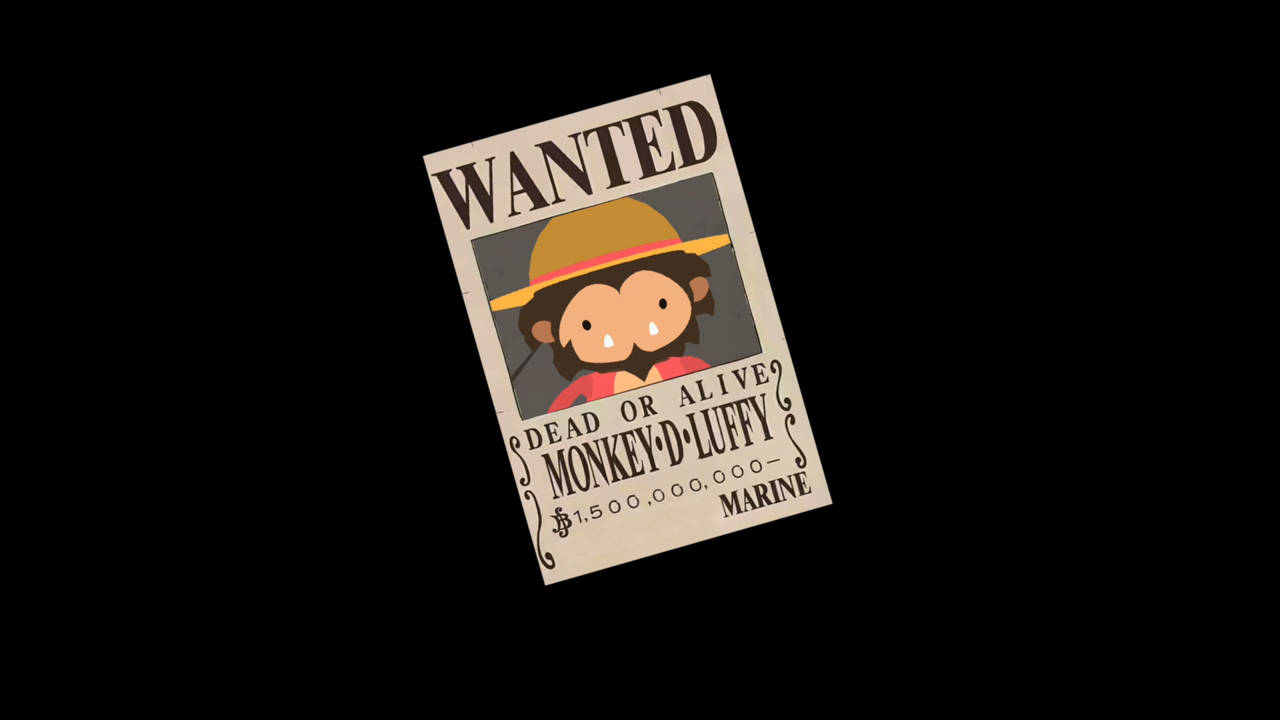 WANTED
DEAD OR ALIVE
MONKEY•D•LUFFY
฿1,500,000,000–
MARINE